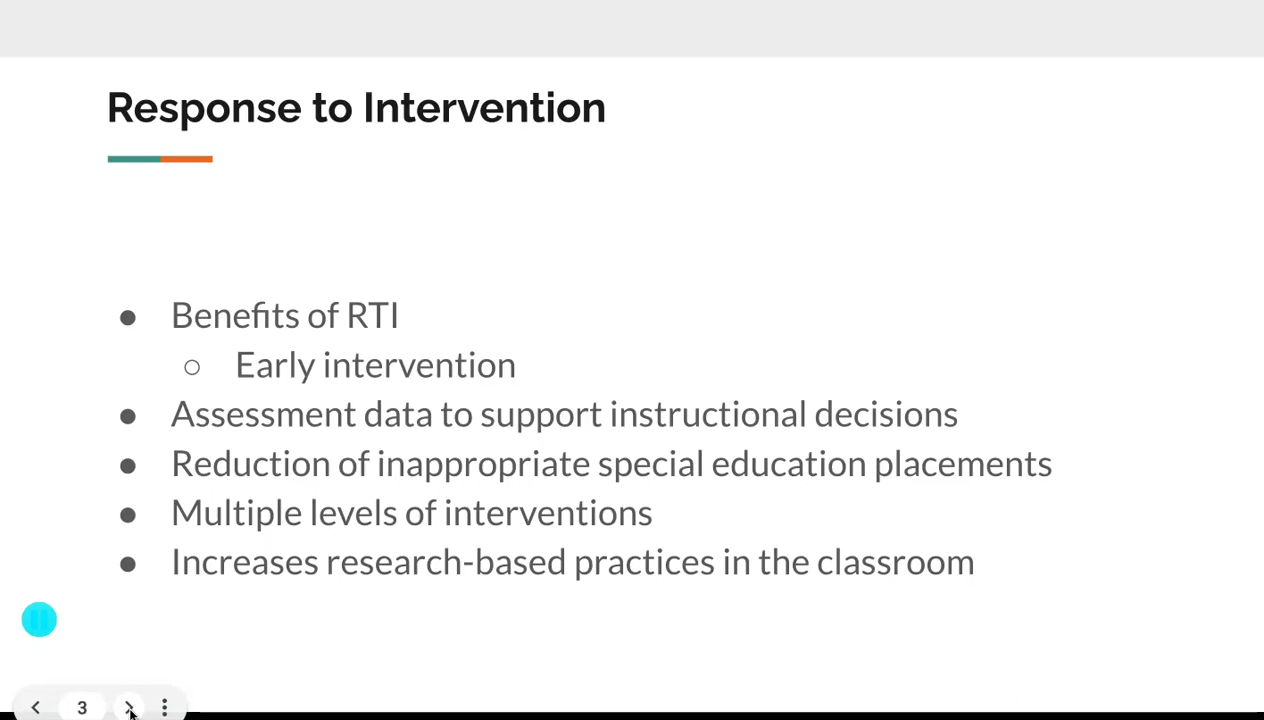 Response to Intervention
● Benefits of RTI
○ Early intervention
● Assessment data to support instructional decisions
● Reduction of inappropriate special education placements
● Multiple levels of interventions
● Increases research-based practices in the classroom
3